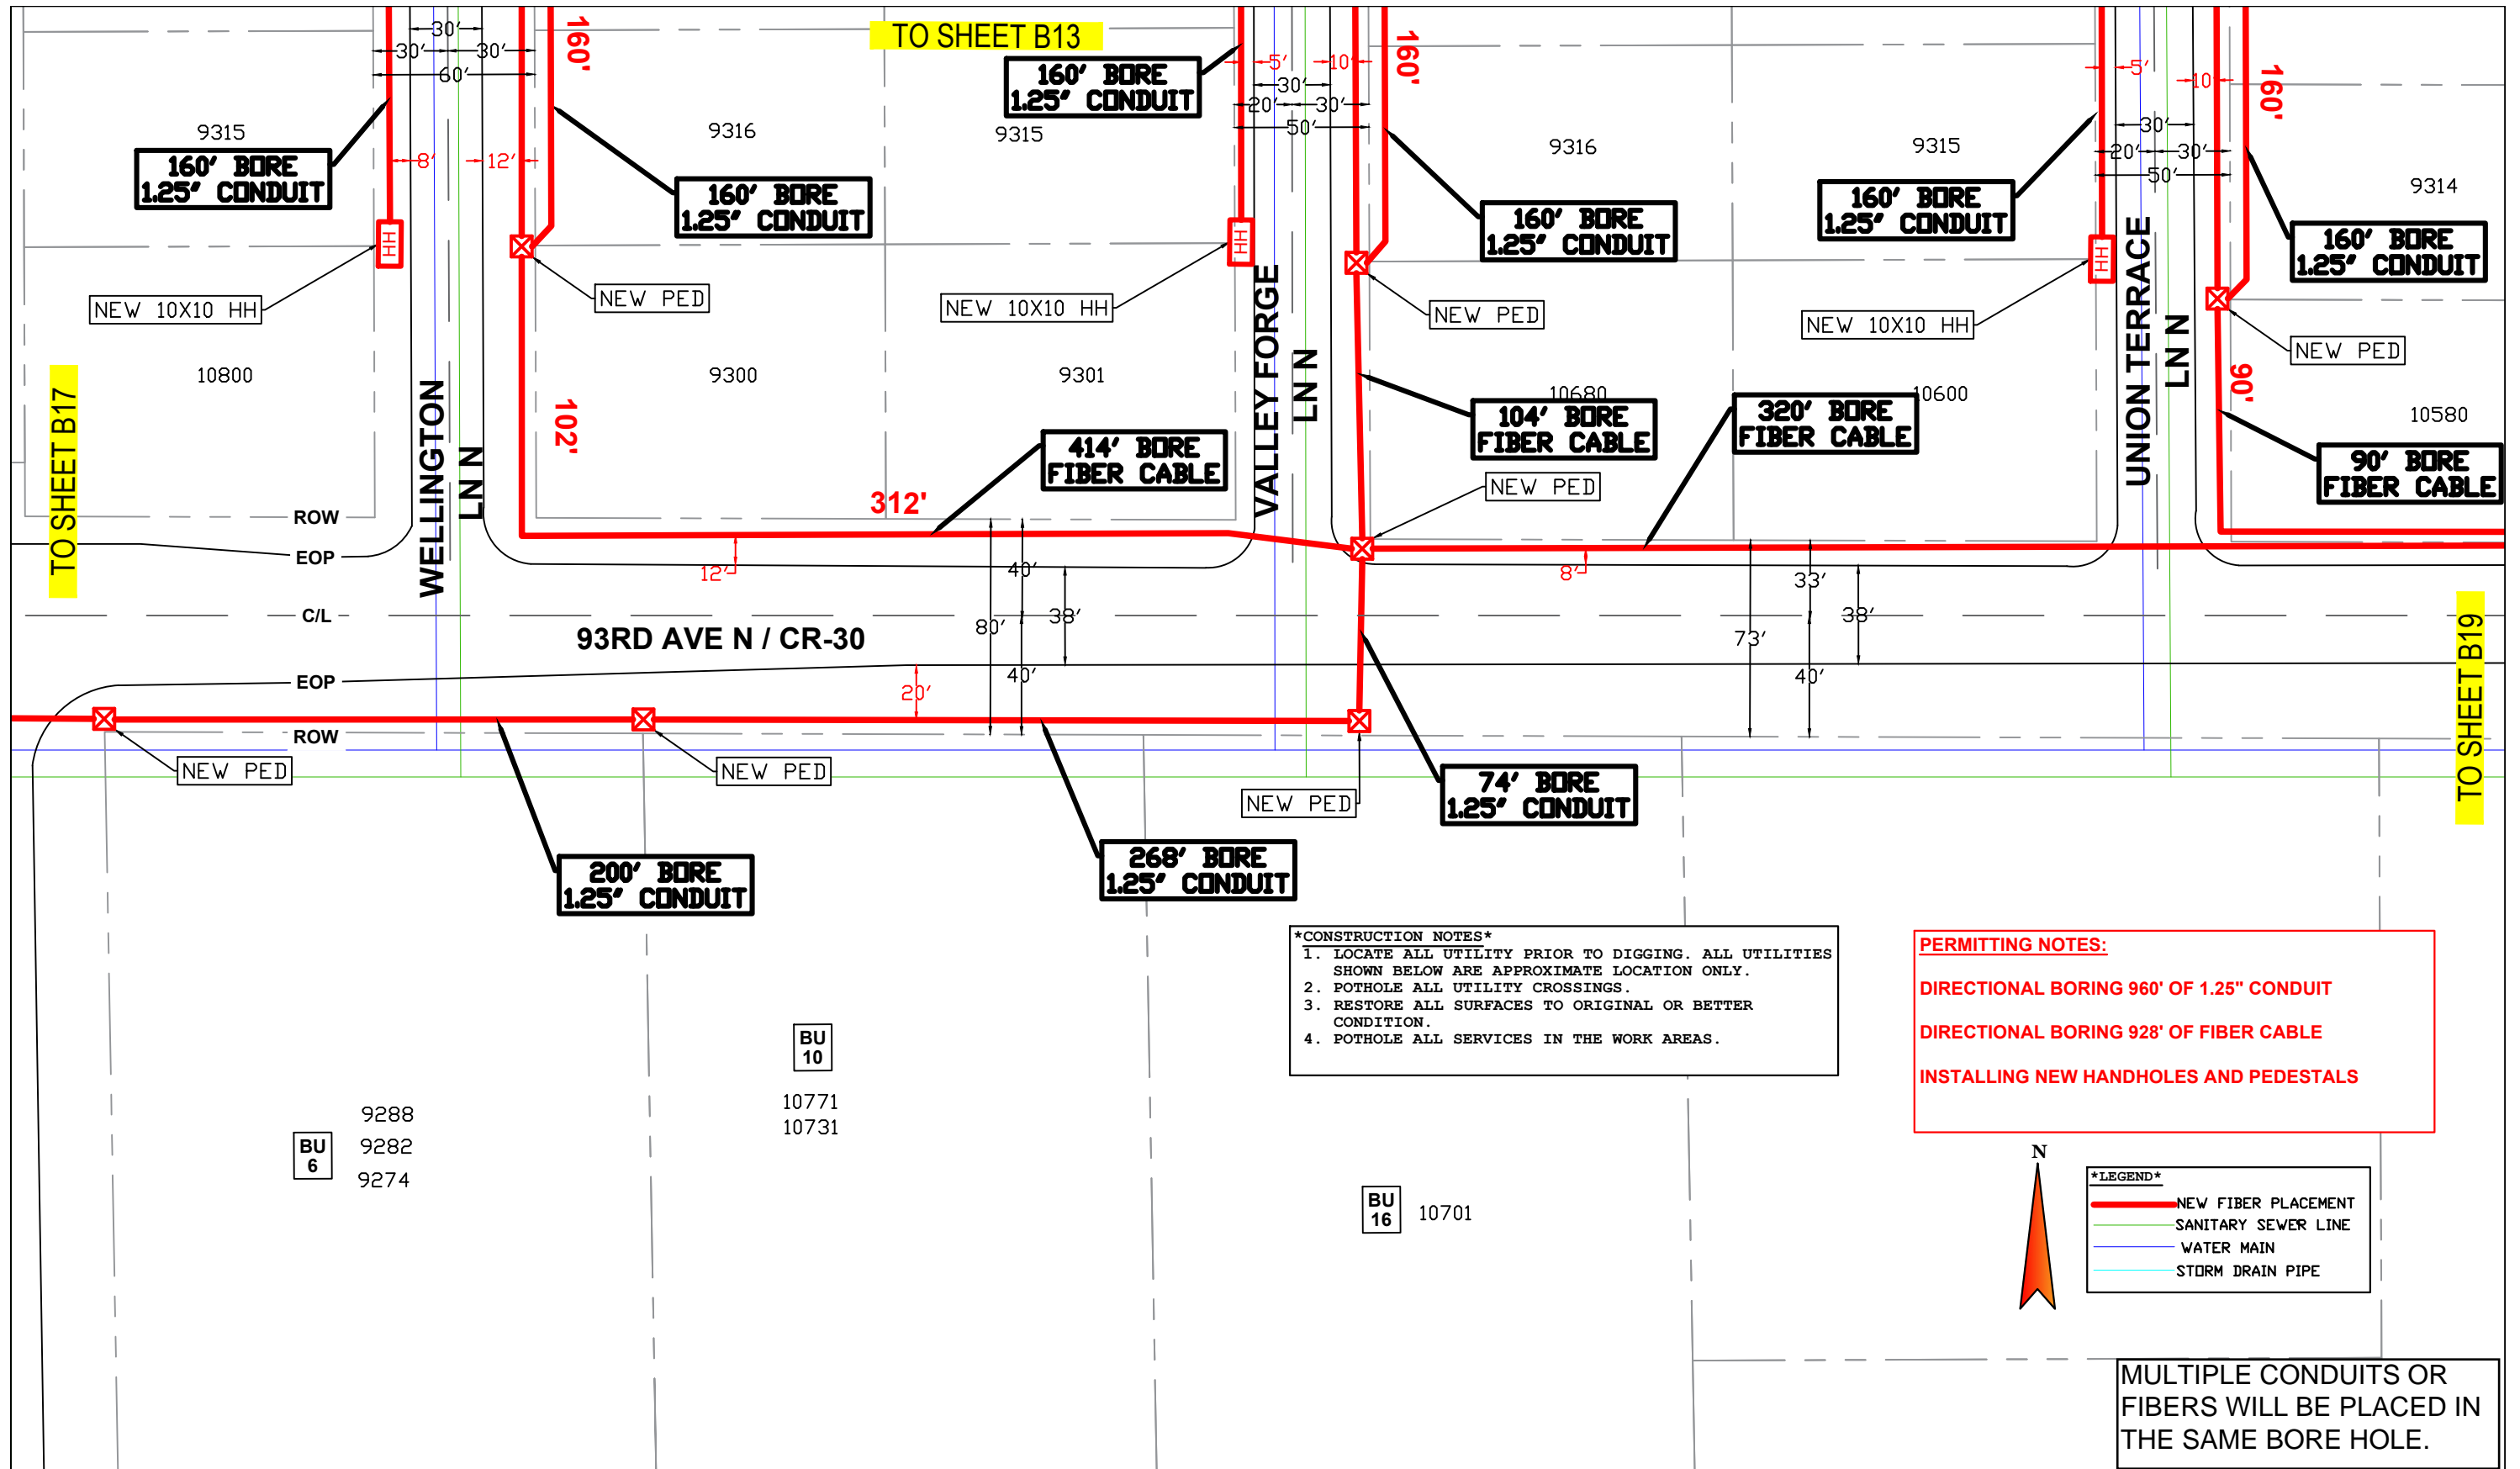 TO SHEET B13
30'
30'
30'
60'
160'
160' BORE
1.25" CONDUIT
5'
10'
30'
20'
30'
50'
160'
5'
10'
30'
20'
30'
50'
160'
9315
9316
9315
9316
9315
9314
160' BORE
1.25" CONDUIT
8'
12'
160' BORE
1.25" CONDUIT
160' BORE
1.25" CONDUIT
160' BORE
1.25" CONDUIT
160' BORE
1.25" CONDUIT
HH
HH
HH
NEW 10X10 HH
NEW PED
NEW 10X10 HH
NEW PED
NEW 10X10 HH
NEW PED
10800
9300
9301
10680
10600
10580
TO SHEET B17
WELLINGTON
LN N
VALLEY FORGE
LN N
UNION TERRACE
LN N
102'
90'
414' BORE
FIBER CABLE
104' BORE
FIBER CABLE
320' BORE
FIBER CABLE
90' BORE
FIBER CABLE
NEW PED
312'
ROW
EOP
12'
40'
38'
80'
40'
8'
33'
38'
73'
40'
C/L
93RD AVE N / CR-30
EOP
20'
ROW
TO SHEET B19
NEW PED
NEW PED
NEW PED
74' BORE
1.25" CONDUIT
200' BORE
1.25" CONDUIT
268' BORE
1.25" CONDUIT
*CONSTRUCTION NOTES*
1. LOCATE ALL UTILITY PRIOR TO DIGGING. ALL UTILITIES
SHOWN BELOW ARE APPROXIMATE LOCATION ONLY.
2. POTHOLE ALL UTILITY CROSSINGS.
3. RESTORE ALL SURFACES TO ORIGINAL OR BETTER
CONDITION.
4. POTHOLE ALL SERVICES IN THE WORK AREAS.
PERMITTING NOTES:
DIRECTIONAL BORING 960' OF 1.25" CONDUIT
DIRECTIONAL BORING 928' OF FIBER CABLE
INSTALLING NEW HANDHOLES AND PEDESTALS
BU
10
10771
10731
BU
6
9288
9282
9274
BU
16
10701
N
*LEGEND*
NEW FIBER PLACEMENT
SANITARY SEWER LINE
WATER MAIN
STORM DRAIN PIPE
MULTIPLE CONDUITS OR
FIBERS WILL BE PLACED IN
THE SAME BORE HOLE.